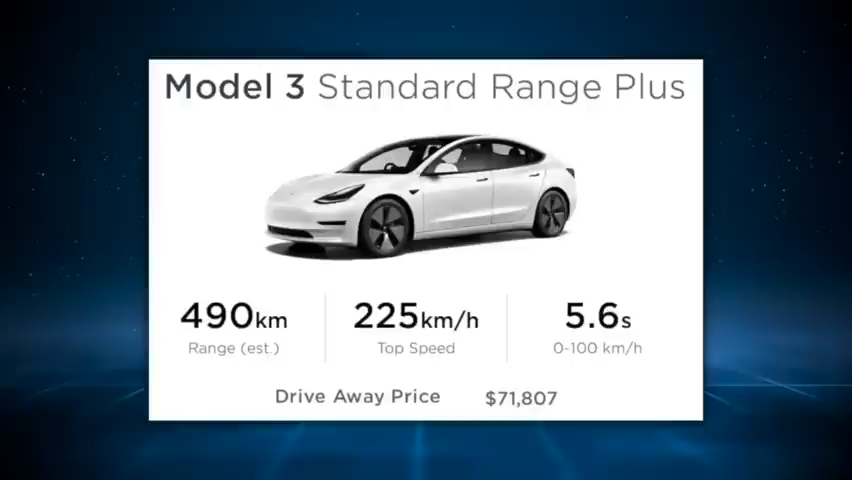 Model 3 Standard Range Plus
490km 225km/h 5.6s
Range (est.) Top Speed 0-100 km/h
Drive Away Price $71,807